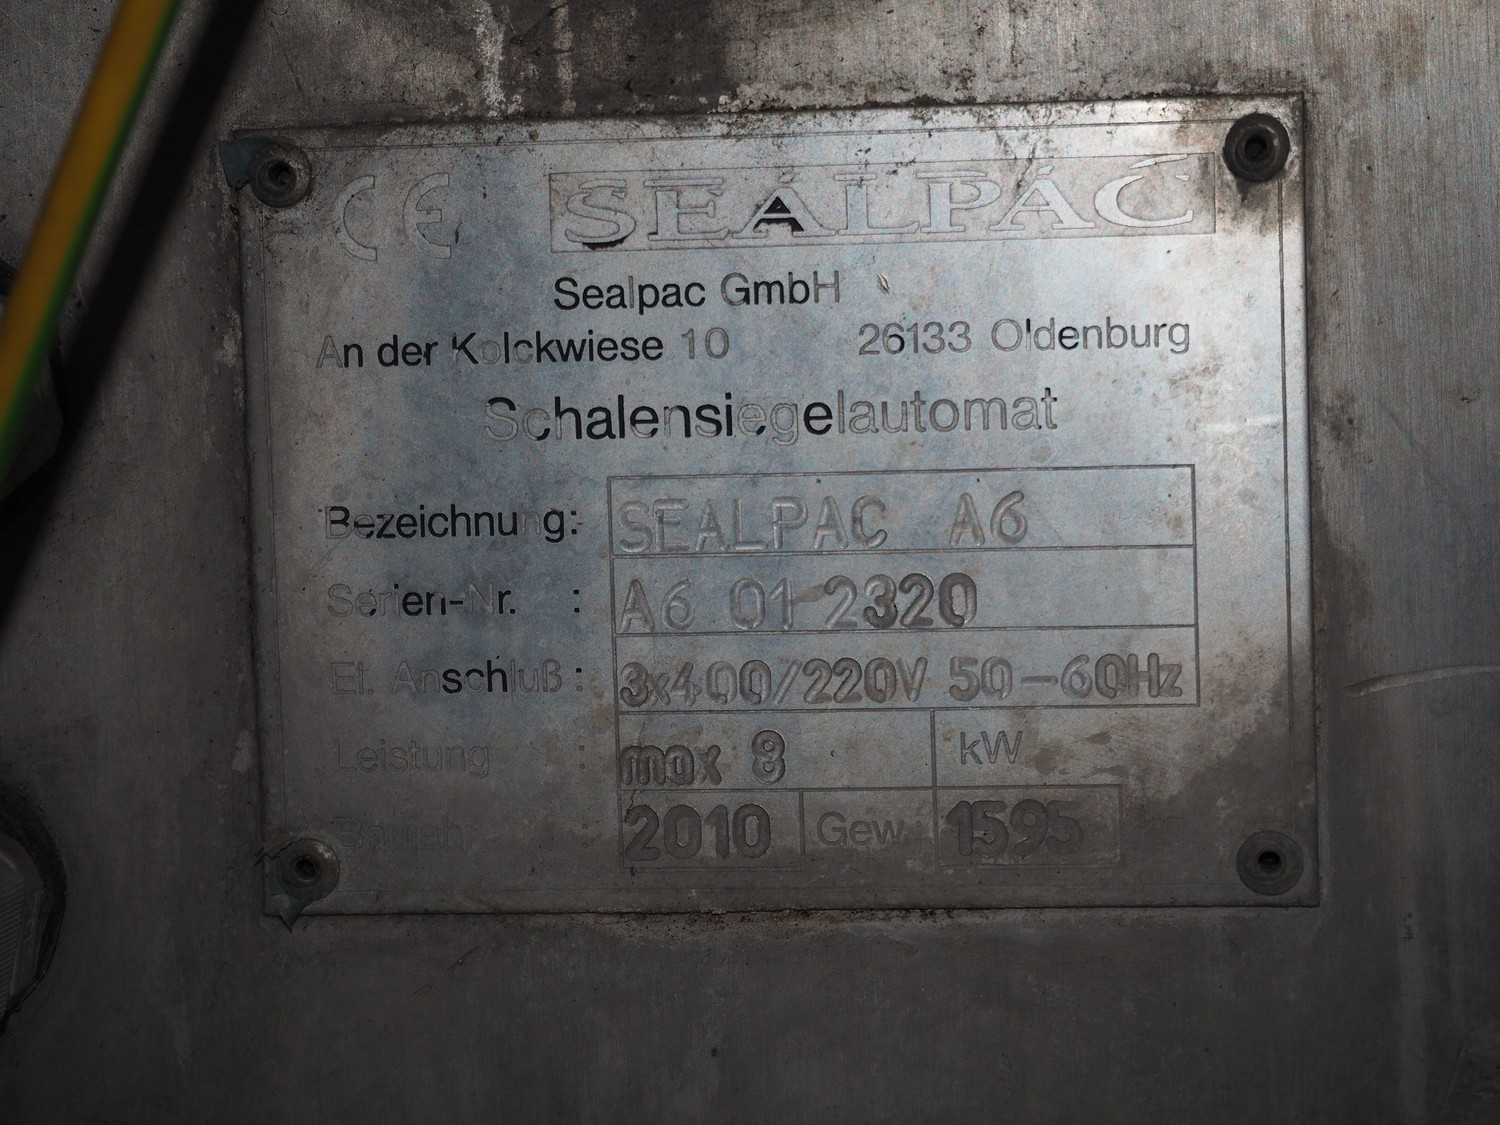 CE SEALPAC
Sealpac GmbH
An der Kolckwiese 10 26133 Oldenburg
Schalensiegelautomat
Bezeichnung: SEALPAC A6
Serien-Nr. : A6 01 2320
El. Anschluß: 3x400/220V 50-60Hz
Leistung : max 8 kW
Baujahr 2010 Gew. 1595